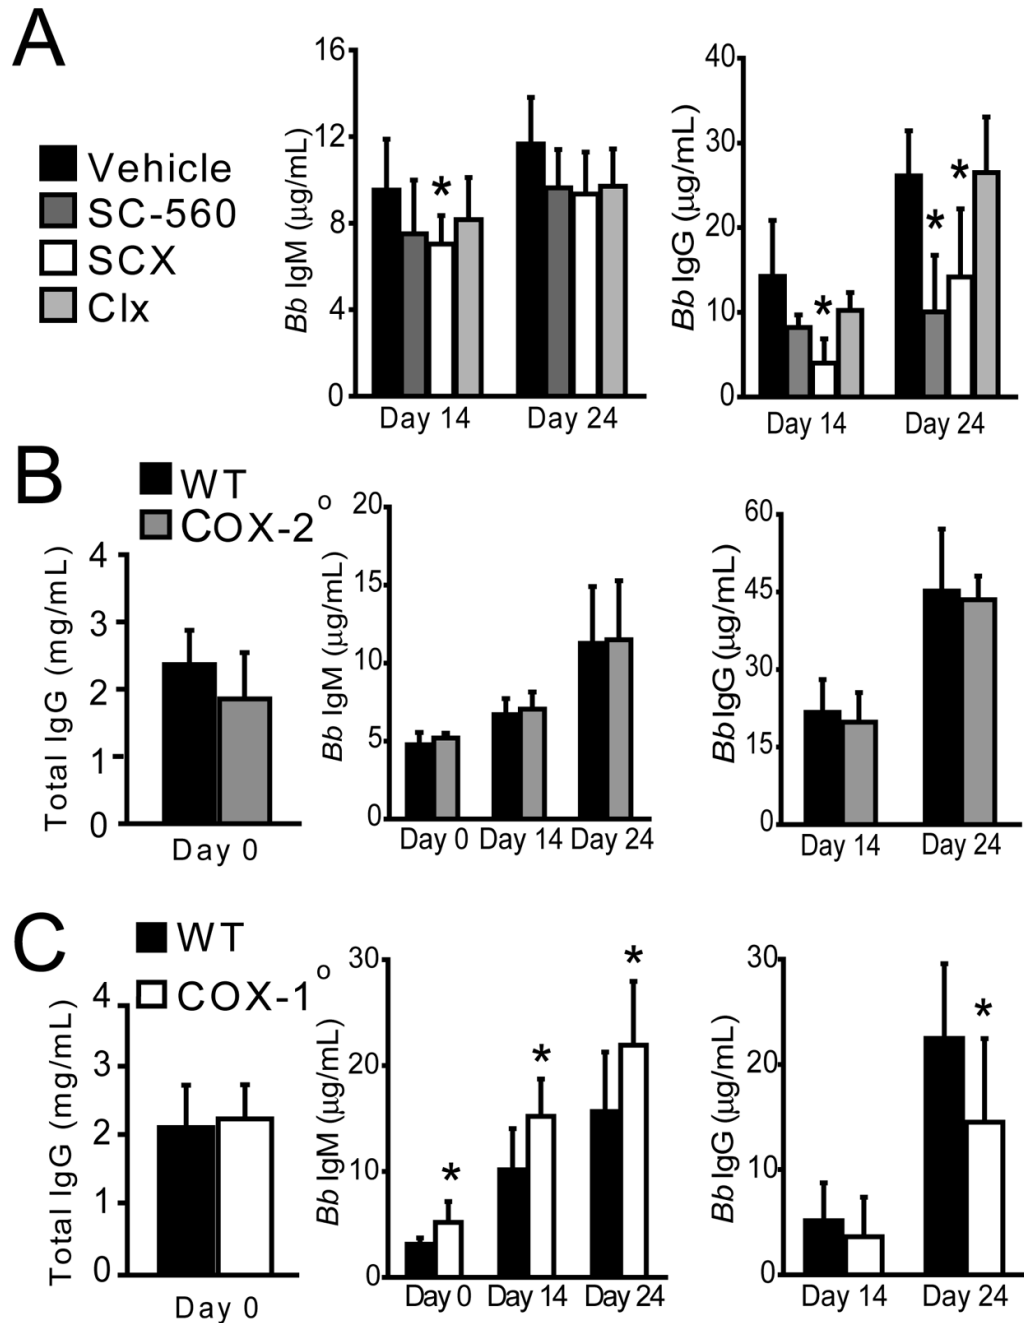 A
Vehicle
SC-560
SCX
Clx
Bb IgM (µg/mL)
16
12
8
4
0
*
Day 14 Day 24
Bb IgG (µg/mL)
40
30
20
10
0
* * *
Day 14 Day 24
B
WT
COX-2°
Total IgG (mg/mL)
4
3
2
1
0
Day 0
Bb IgM (µg/mL)
20
15
10
5
0
Day 0 Day 14 Day 24
Bb IgG (µg/mL)
60
45
30
15
0
Day 14 Day 24
C
WT
COX-1°
Total IgG (mg/mL)
4
3
2
1
0
Day 0
Bb IgM (µg/mL)
30
20
10
0
* * *
Day 0 Day 14 Day 24
Bb IgG (µg/mL)
30
20
10
0
*
Day 14 Day 24